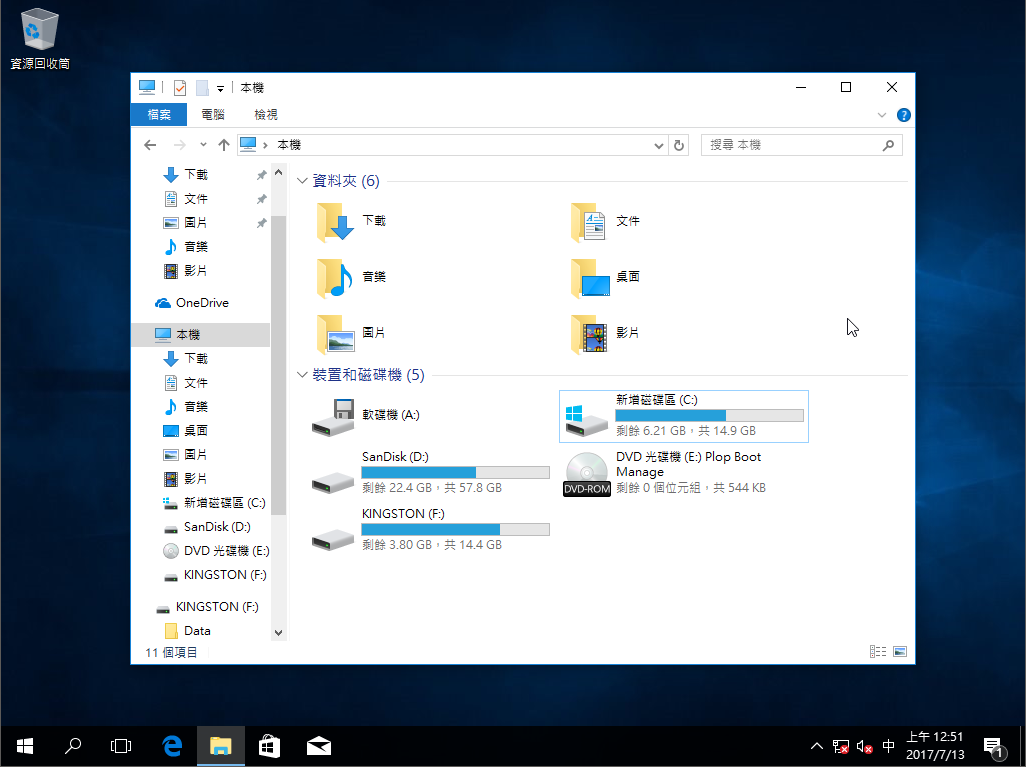 資源回收筒
本機
檔案 電腦 檢視
本機
搜尋 本機
下載
文件
圖片
音樂
影片
OneDrive
本機
下載
文件
音樂
桌面
圖片
影片
新增磁碟區 (C:)
SanDisk (D:)
DVD 光碟機 (E:)
KINGSTON (F:)
KINGSTON (F:)
Data
資料夾 (6)
下載
文件
音樂
桌面
圖片
影片
裝置和磁碟機 (5)
軟碟機 (A:)
新增磁碟區 (C:)
剩餘 6.21 GB，共 14.9 GB
SanDisk (D:)
剩餘 22.4 GB，共 57.8 GB
DVD 光碟機 (E:) Plop Boot
Manage
剩餘 0 個位元組，共 544 KB
DVD-ROM
KINGSTON (F:)
剩餘 3.80 GB，共 14.4 GB
11 個項目
中
上午 12:51
2017/7/13
1